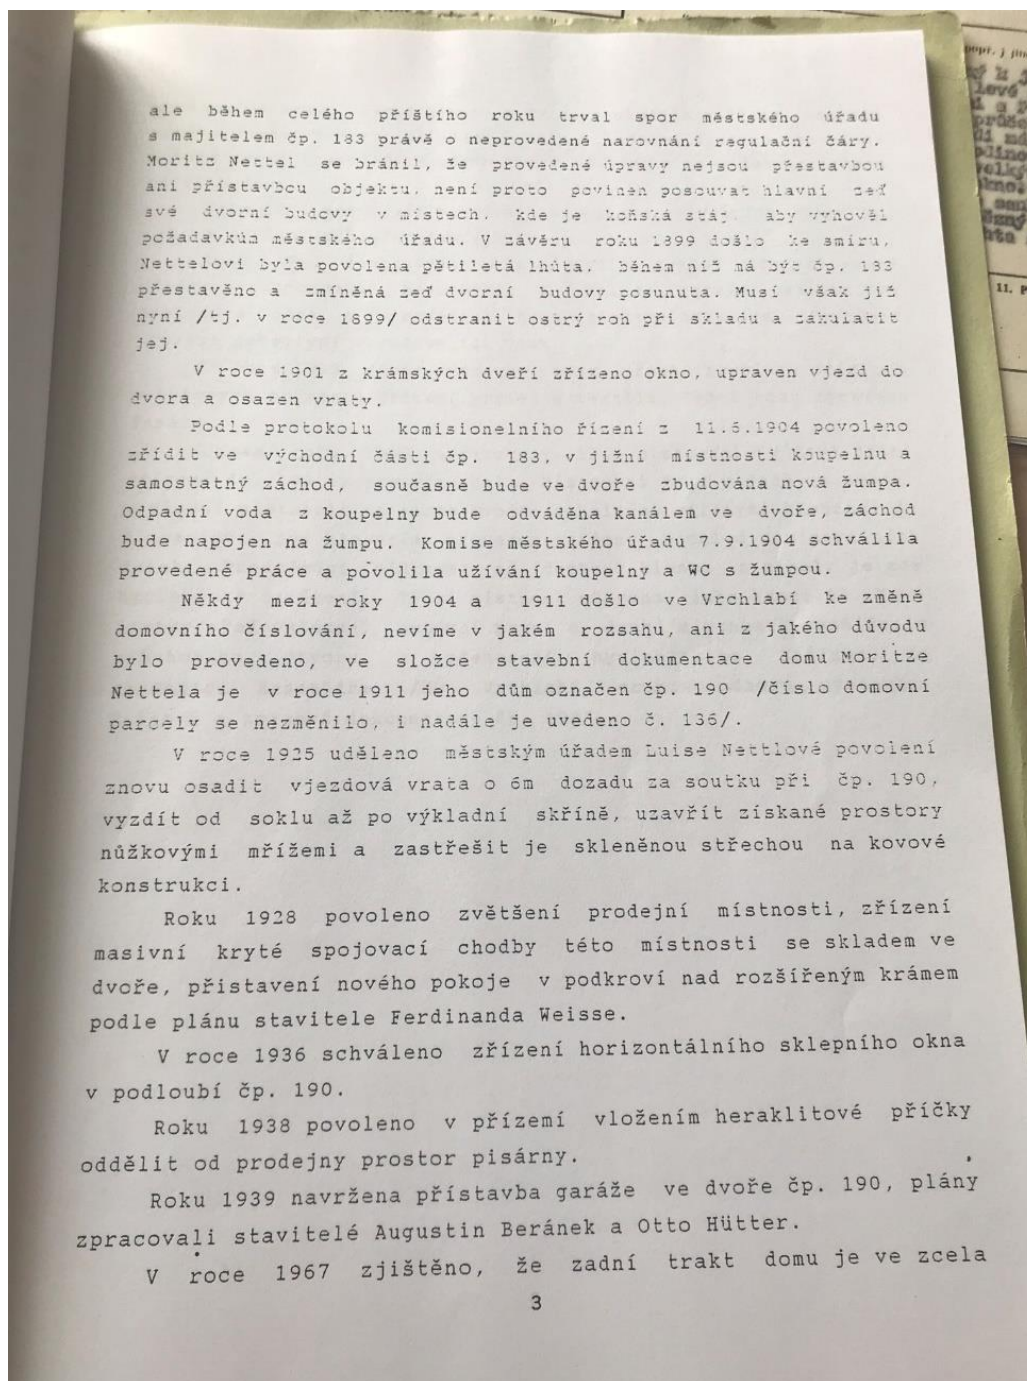 ale během celého příštího roku trval spor městského úřadu
s majitelem čp. 183 právě o neprovedené narovnání regulační čáry.
Moritz Nettel se bránil, že provedené úpravy nejsou přestavbou
ani přístavbou objektu, není proto povinen posouvat hlavní zeď
své dvorní budovy v místech, kde je koňská stáj, aby vyhověl
požadavkům městského úřadu. V závěru roku 1899 došlo ke smíru,
Nettelovi byla povolena pětiletá lhůta, během níž má být čp. 183
přestavěno a zmíněná zeď dvorní budovy posunuta. Musí však již
nyní /tj. v roce 1899/ odstranit ostrý roh při skladu a zakulatit
jej.
V roce 1901 z krámských dveří zřízeno okno, upraven vjezd do
dvora a osazen vraty.
Podle protokolu komisionelního řízení z povoleno
zřídit ve východní části čp. 183, v jižní místnosti koupelnu a
samostatný záchod, současně bude ve dvoře zbudována nová žumpa.
Odpadní voda z koupelny bude odváděna kanálem ve dvoře, záchod
bude napojen na žumpu. Komise městského úřadu 7.9.1904 schválila
provedené práce a povolila užívání koupelny a WC s žumpou.
Někdy mezi roky 1904 a 1911 došlo ve Vrchlabí ke změně
domovního číslování, nevíme v jakém rozsahu, ani z jakého důvodu
bylo provedeno, ve složce stavební dokumentace domu Moritze
Nettela je v roce 1911 jeho dům označen čp. 190 /číslo domovní
parcely se nezměnilo, i nadále je uvedeno č. 136/.
V roce 1925 uděleno městským úřadem Luise Nettlové povolení
znovu osadit vjezdová vrata o 6m dozadu za soutku při čp. 190,
vyzdít od soklu až po výkladní skříně, uzavřít získané prostory
nůžkovými mřížemi a zastřešit je skleněnou střechou na kovové
konstrukci.
Roku 1928 povoleno zvětšení prodejní místnosti, zřízení
masivní kryté spojovací chodby této místnosti se skladem ve
dvoře, přistavení nového pokoje v podkroví nad rozšířeným krámem
podle plánu stavitele Ferdinanda Weisse.
V roce 1936 schváleno zřízení horizontálního sklepního okna
v podloubí čp. 190.
Roku 1938 povoleno v přízemí vložením heraklitové příčky
oddělit od prodejny prostor pisárny.
Roku 1939 navržena přístavba garáže ve dvoře čp. 190, plány
zpracovali stavitelé Augustin Beránek a Otto Hütter.
V roce 1967 zjištěno, že zadní trakt domu je ve zcela
3